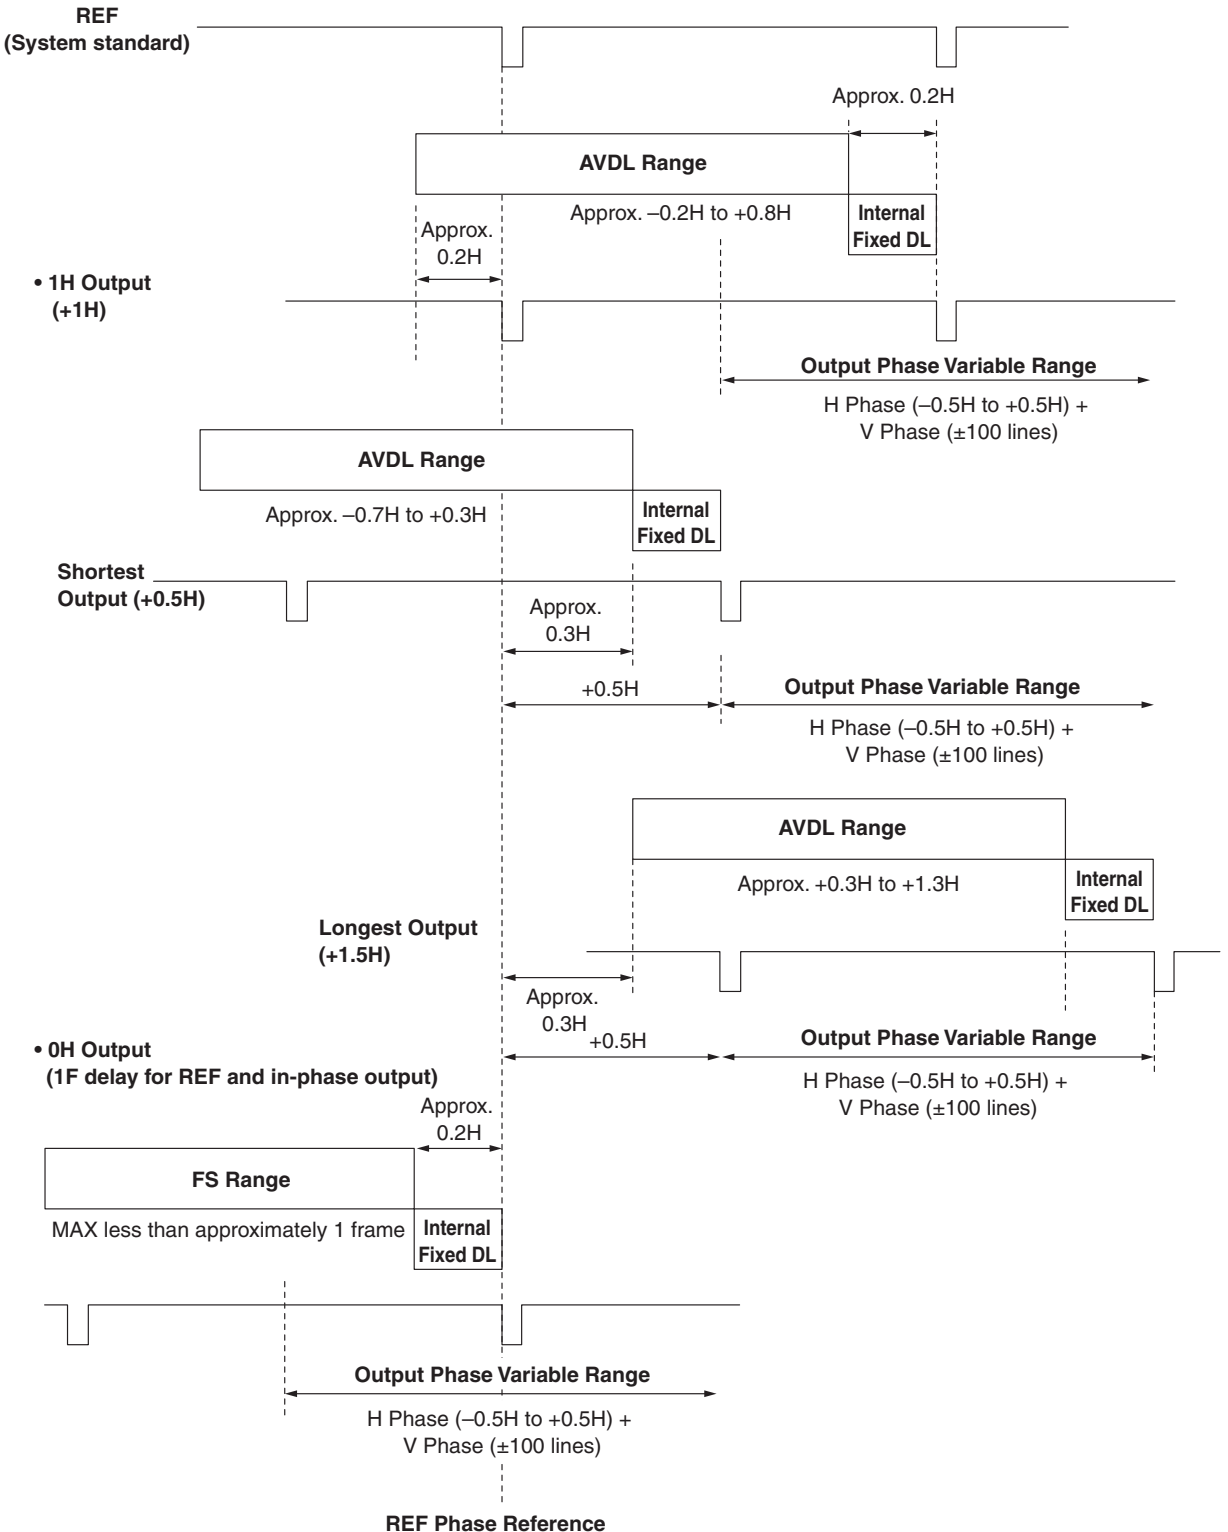 REF
(System standard)
Approx. 0.2H
AVDL Range
Approx. –0.2H to +0.8H
Internal
Fixed DL
Approx.
0.2H
• 1H Output
(+1H)
Output Phase Variable Range
H Phase (–0.5H to +0.5H) +
V Phase (±100 lines)
AVDL Range
Approx. –0.7H to +0.3H
Internal
Fixed DL
Shortest
Output (+0.5H)
Approx.
0.3H
+0.5H
Output Phase Variable Range
H Phase (–0.5H to +0.5H) +
V Phase (±100 lines)
AVDL Range
Approx. +0.3H to +1.3H
Internal
Fixed DL
Longest Output
(+1.5H)
Approx.
0.3H
+0.5H
Output Phase Variable Range
H Phase (–0.5H to +0.5H) +
V Phase (±100 lines)
• 0H Output
(1F delay for REF and in-phase output)
Approx.
0.2H
FS Range
MAX less than approximately 1 frame
Internal
Fixed DL
Output Phase Variable Range
H Phase (–0.5H to +0.5H) +
V Phase (±100 lines)
REF Phase Reference